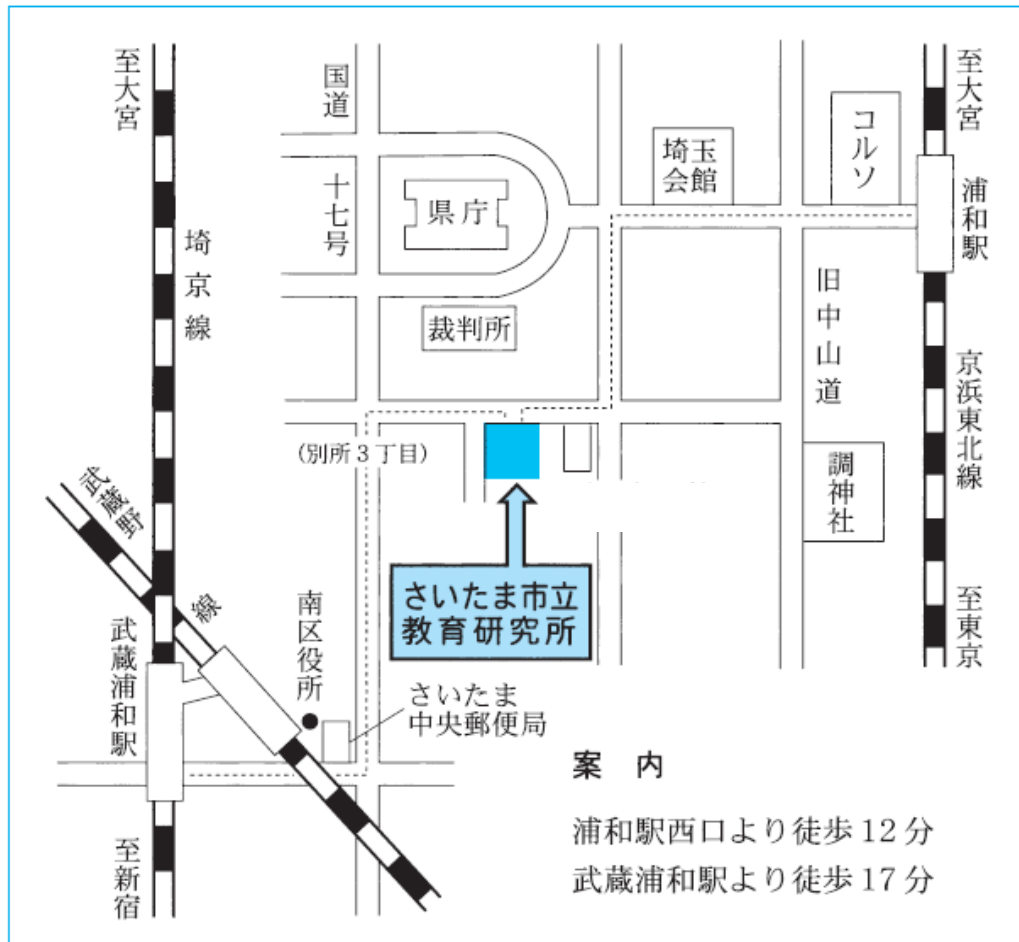 至大宮
国道
十七号
埼京線
県庁
裁判所
埼玉
会館
コルソ
至大宮
浦和駅
旧中山道
京浜東北線
調神社
至東京
(別所3丁目)
さいたま市立
教育研究所
武蔵野
線
武蔵浦和駅
南区役所
さいたま
中央郵便局
至新宿
案内
浦和駅西口より徒歩12分
武蔵浦和駅より徒歩17分